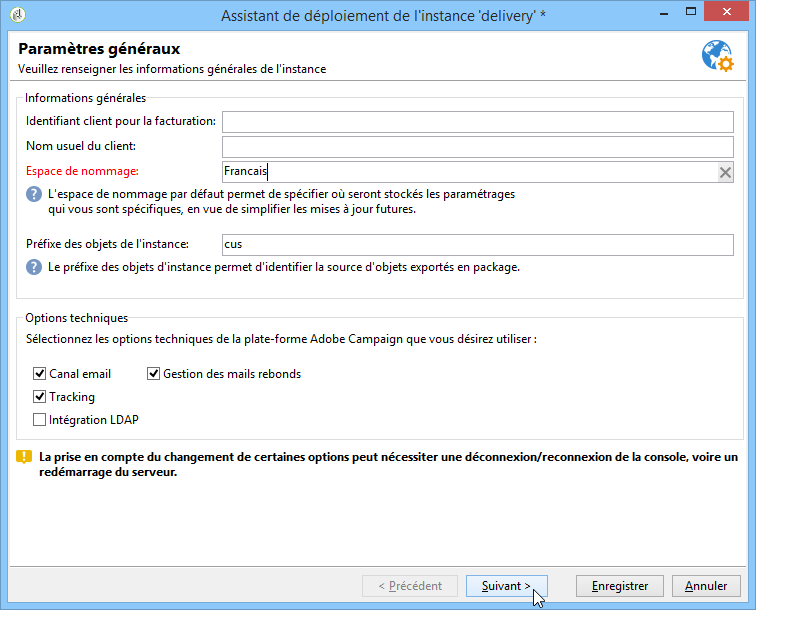 Assistant de déploiement de l'instance 'delivery' *
Paramètres généraux
Veuillez renseigner les informations générales de l'instance
Informations générales
Identifiant client pour la facturation:
Nom usuel du client:
Espace de nommage: Francais
L'espace de nommage par défaut permet de spécifier où seront stockés les paramétrages
qui vous sont spécifiques, en vue de simplifier les mises à jour futures.
Préfixe des objets de l'instance: cus
Le préfixe des objets d'instance permet d'identifier la source d'objets exportés en package.
Options techniques
Sélectionnez les options techniques de la plate-forme Adobe Campaign que vous désirez utiliser :
Canal email Gestion des mails rebonds
Tracking
Intégration LDAP
La prise en compte du changement de certaines options peut nécessiter une déconnexion/reconnexion de la console, voire un
redémarrage du serveur.
< Précédent Suivant > Enregistrer Annuler